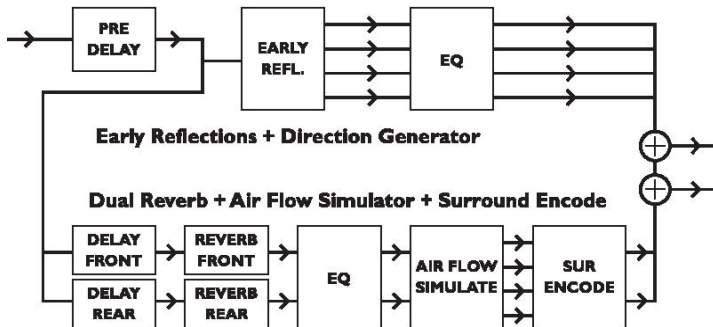 PRE
DELAY
EARLY
REFL.
EQ
Early Reflections + Direction Generator
Dual Reverb + Air Flow Simulator + Surround Encode
DELAY
FRONT
REVERB
FRONT
EQ
AIR FLOW
SIMULATE
SUR
ENCODE
DELAY
REAR
REVERB
REAR